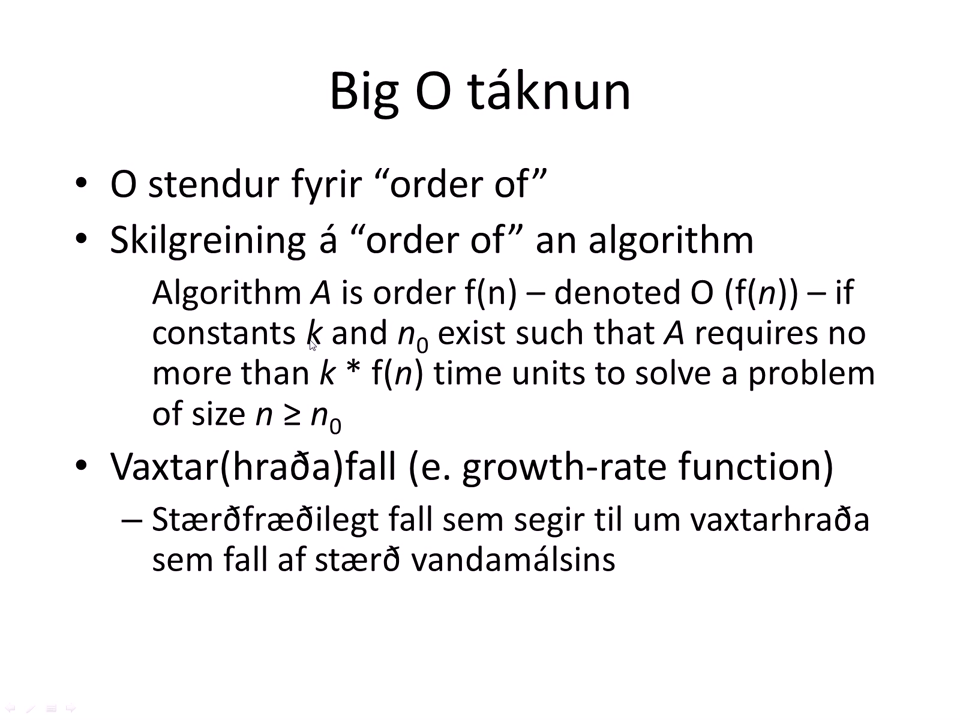 Big O táknun
• O stendur fyrir “order of”
• Skilgreining á “order of” an algorithm
Algorithm A is order f(n) – denoted O (f(n)) – if
constants k and n₀ exist such that A requires no
more than k * f(n) time units to solve a problem
of size n ≥ n₀
• Vaxtar(hraða)fall (e. growth-rate function)
– Stærðfræðilegt fall sem segir til um vaxtarhraða
sem fall af stærð vandamálsins